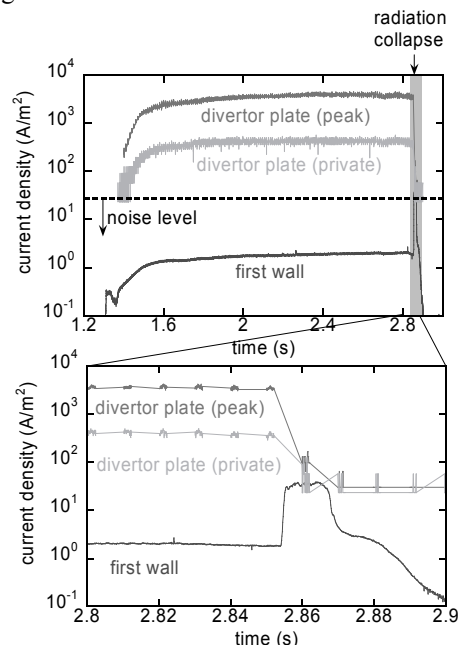 radiation
collapse
10^4
10^3
10^2
10^1
10^0
10^-1
current density (A/m^2)
divertor plate (peak)
divertor plate (private)
noise level
first wall
1.2 1.6 2 2.4 2.8
time (s)
10^4
10^3
10^2
10^1
10^0
10^-1
current density (A/m^2)
divertor plate (peak)
divertor plate (private)
first wall
2.8 2.82 2.84 2.86 2.88 2.9
time (s)